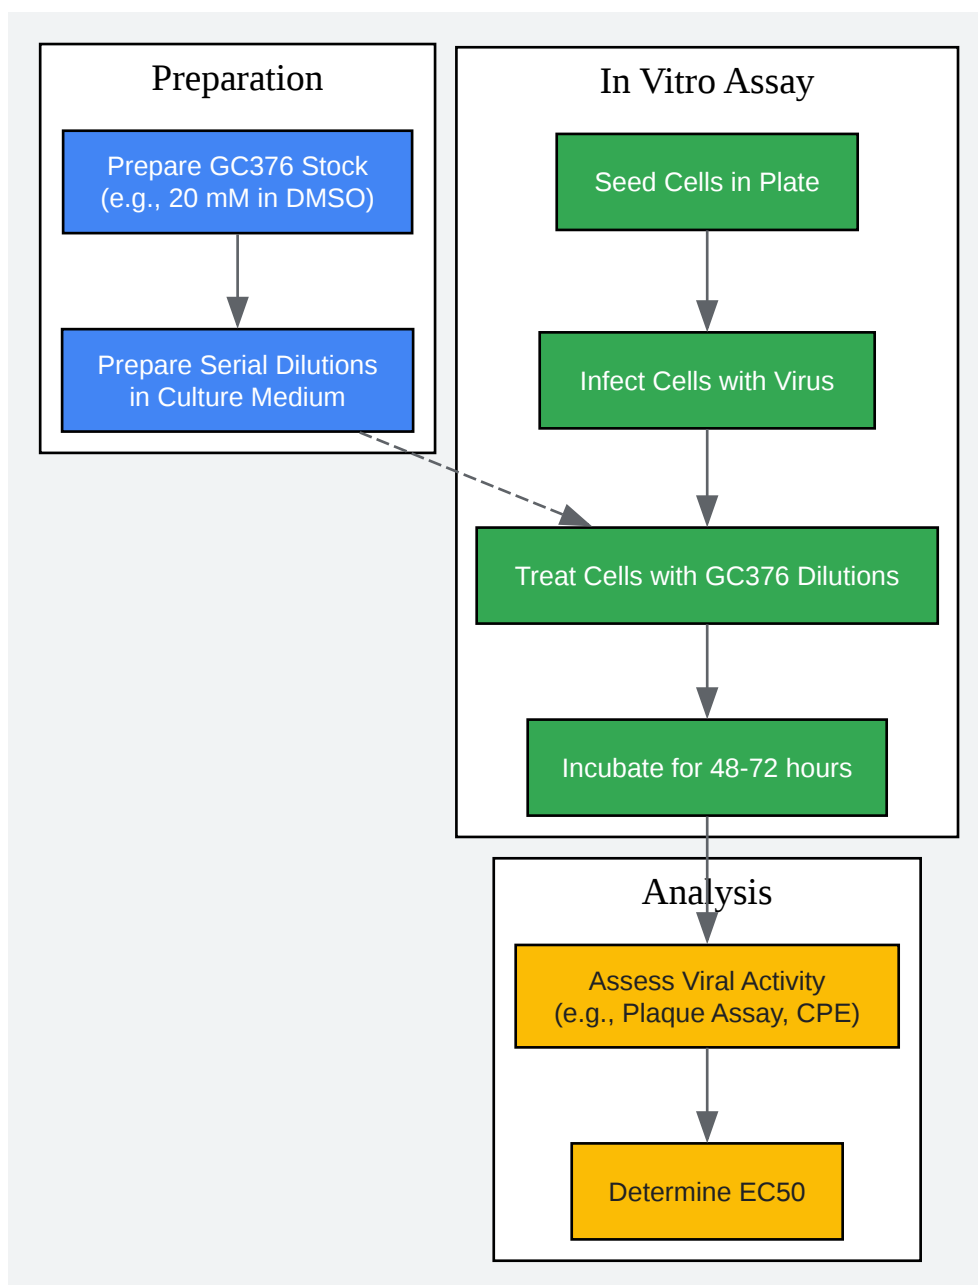 Preparation
Prepare GC376 Stock
(e.g., 20 mM in DMSO)
Prepare Serial Dilutions
in Culture Medium
In Vitro Assay
Seed Cells in Plate
Infect Cells with Virus
Treat Cells with GC376 Dilutions
Incubate for 48-72 hours
Analysis
Assess Viral Activity
(e.g., Plaque Assay, CPE)
Determine EC50